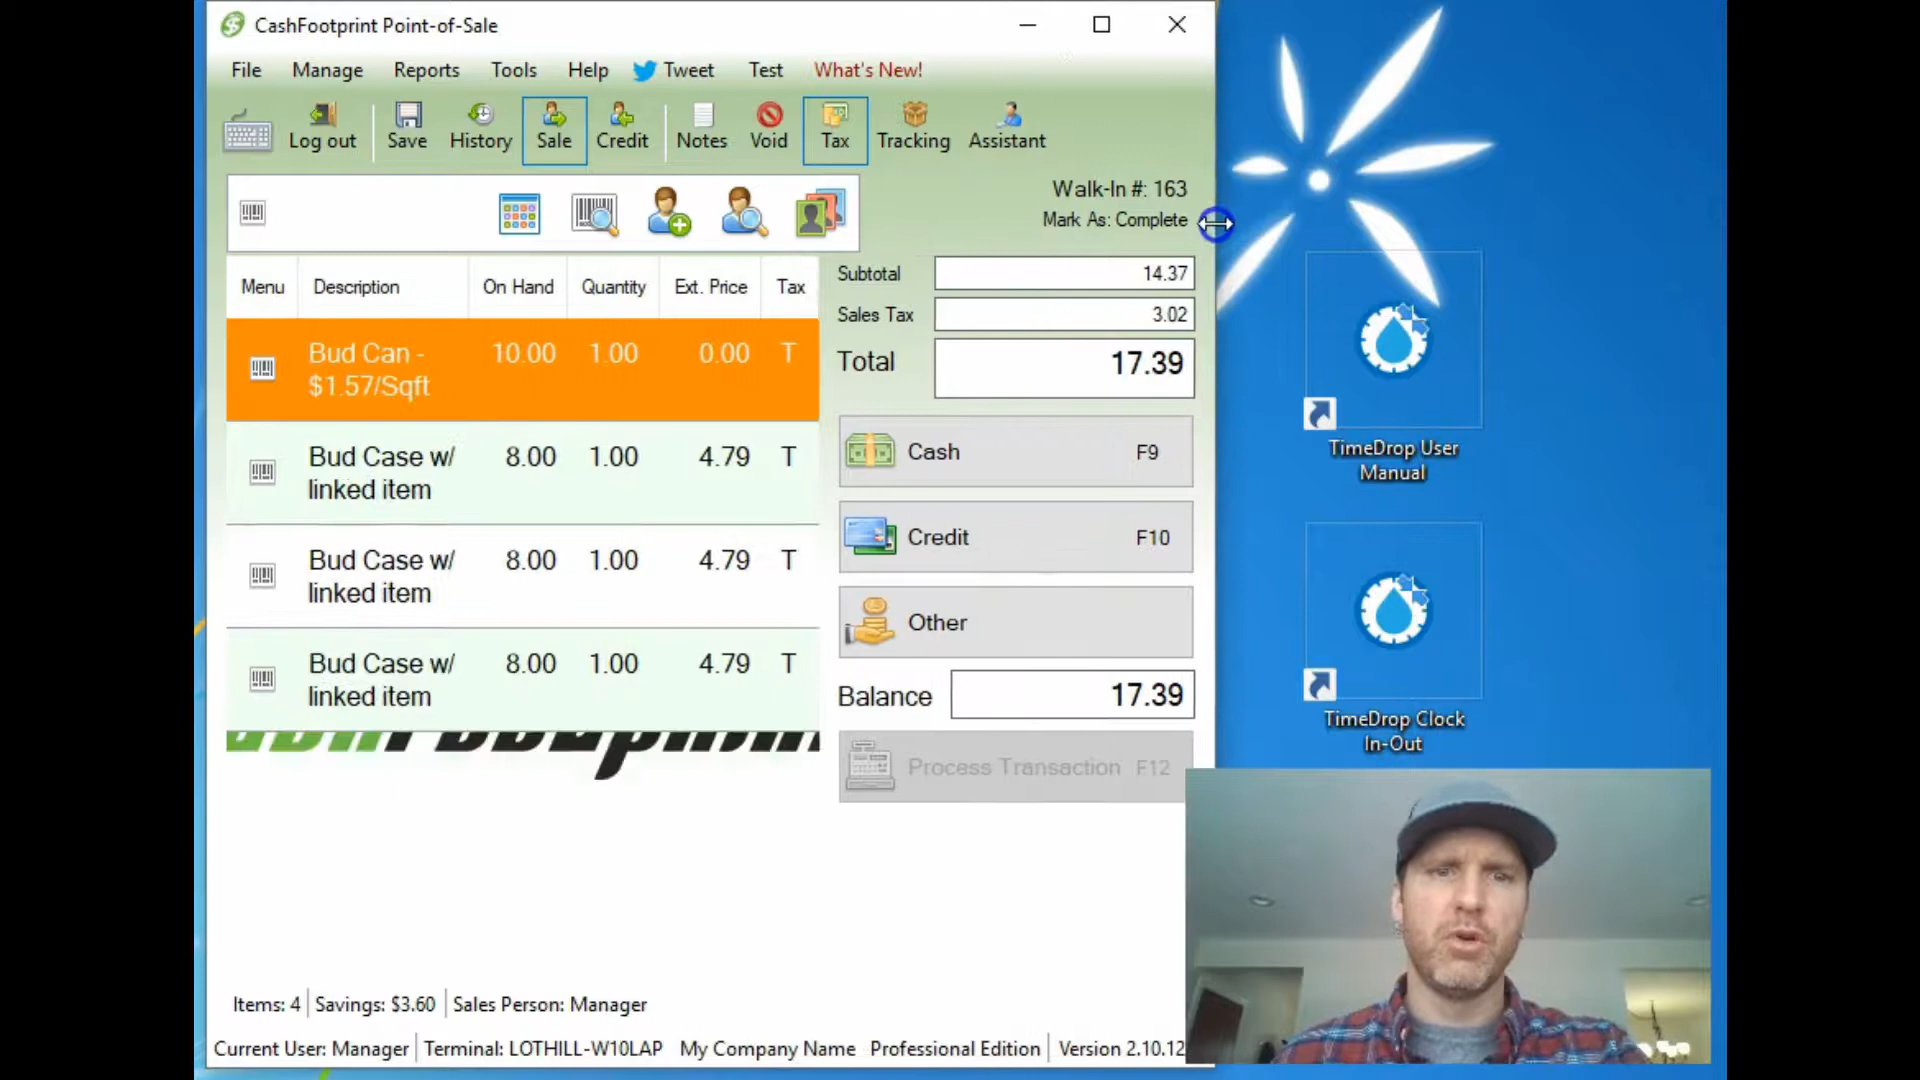 CashFootprint Point-of-Sale
File Manage Reports Tools Help Tweet Test What's New!
Log out Save History Sale Credit Notes Void Tax Tracking Assistant
Walk-In #: 163
Mark As: Complete
Menu Description On Hand Quantity Ext. Price Tax
Bud Can - 10.00 1.00 0.00 T
$1.57/Sqft
Bud Case w/ 8.00 1.00 4.79 T
linked item
Bud Case w/ 8.00 1.00 4.79 T
linked item
Bud Case w/ 8.00 1.00 4.79 T
linked item
Subtotal 14.37
Sales Tax 3.02
Total 17.39
Cash F9
Credit F10
Other
Balance 17.39
Process Transaction F12
Items: 4 Savings: $3.60 Sales Person: Manager
Current User: Manager Terminal: LOTHILL-W10LAP My Company Name Professional Edition Version 2.10.12
TimeDrop User
Manual
TimeDrop Clock
In-Out